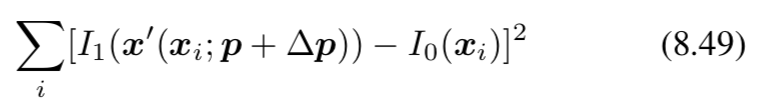 ∑_i [I_1(x′(x_i; p + Δp)) − I_0(x_i)]^2 (8.49)